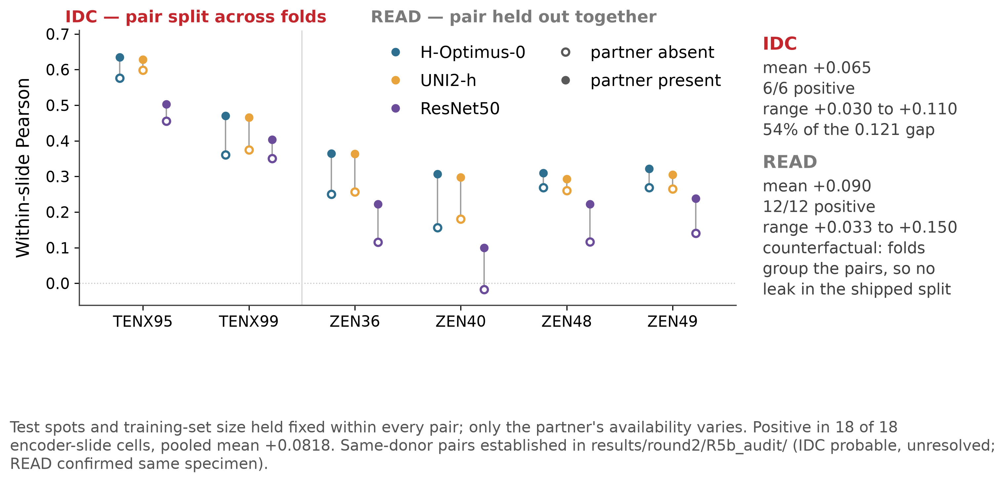 IDC — pair split across folds
READ — pair held out together
Within-slide Pearson
0.7
0.6
0.5
0.4
0.3
0.2
0.1
0.0
H-Optimus-0
UNI2-h
ResNet50
partner absent
partner present
TENX95
TENX99
ZEN36
ZEN40
ZEN48
ZEN49
IDC
mean +0.065
6/6 positive
range +0.030 to +0.110
54% of the 0.121 gap
READ
mean +0.090
12/12 positive
range +0.033 to +0.150
counterfactual: folds
group the pairs, so no
leak in the shipped split
Test spots and training-set size held fixed within every pair; only the partner's availability varies. Positive in 18 of 18
encoder-slide cells, pooled mean +0.0818. Same-donor pairs established in results/round2/R5b_audit/ (IDC probable, unresolved;
READ confirmed same specimen).